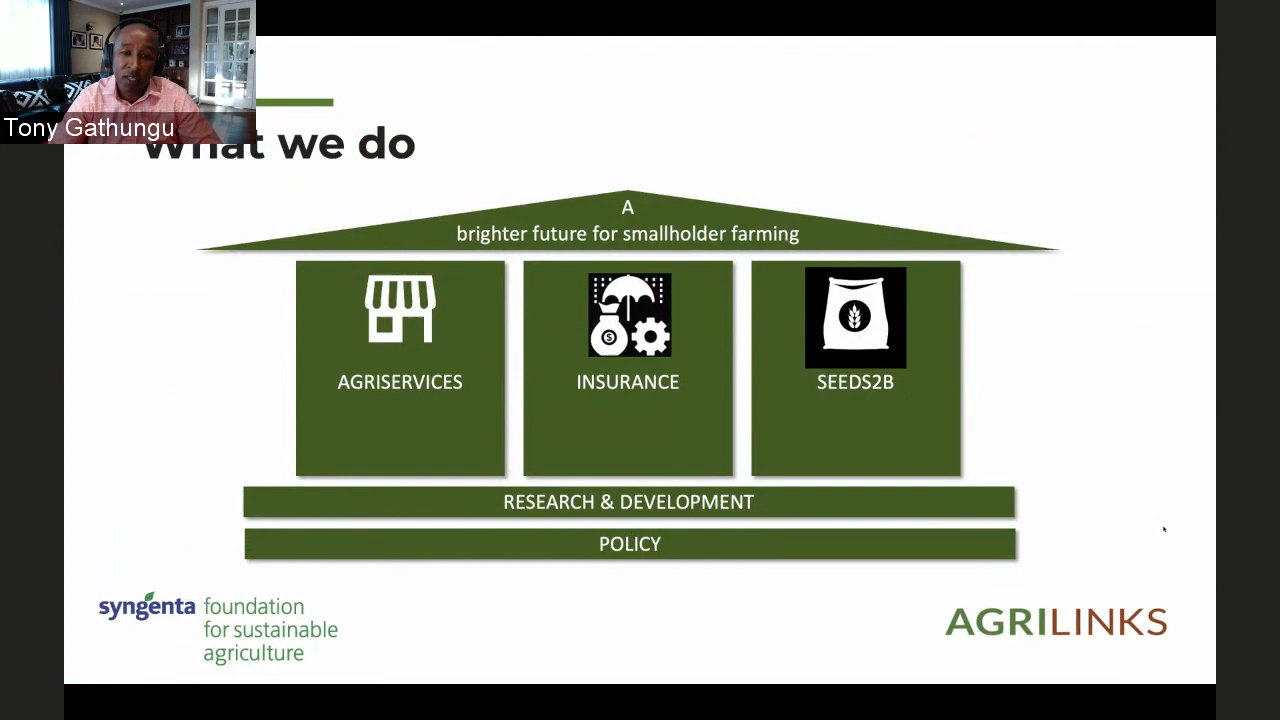 Tony Gathungu
What we do
A
brighter future for smallholder farming
AGRISERVICES
INSURANCE
$
SEEDS2B
RESEARCH & DEVELOPMENT
POLICY
syngenta foundation
for sustainable
agriculture
AGRILINKS